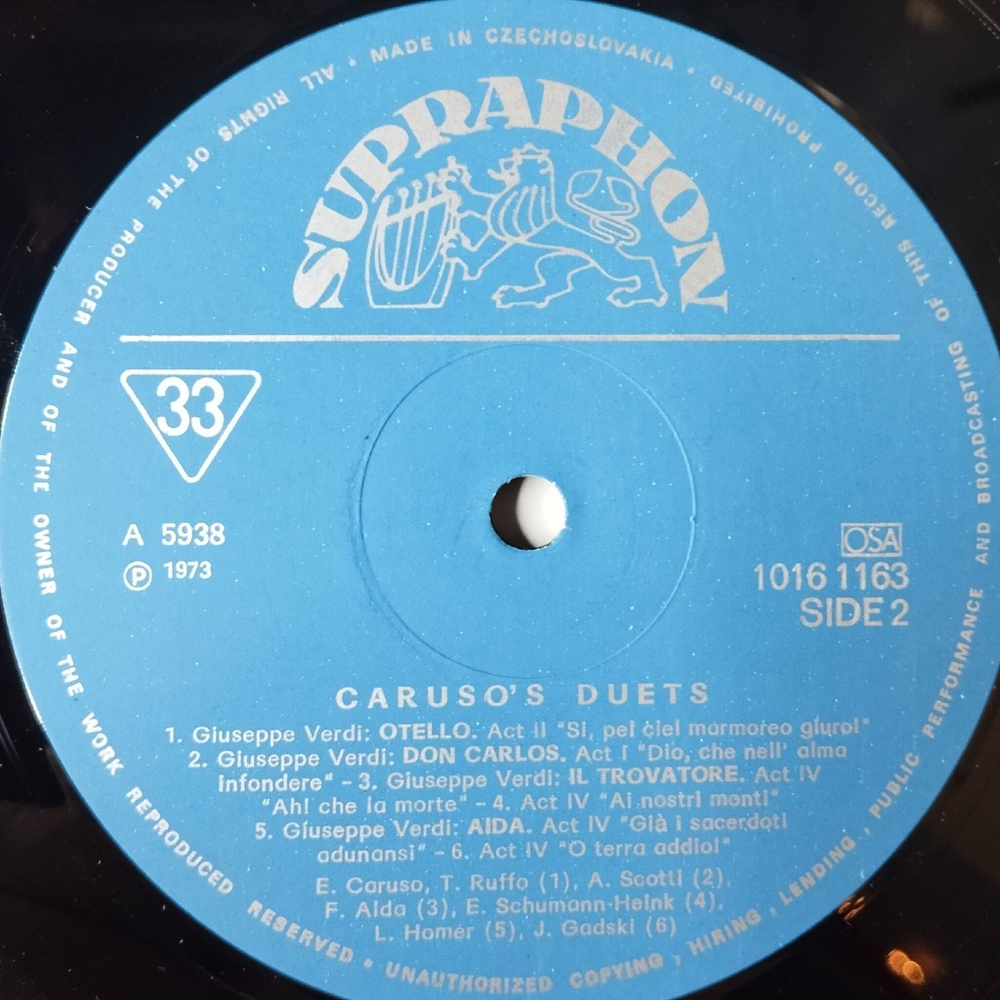 ALL RIGHTS OF THE PRODUCER AND OF THE OWNER OF THE WORK REPRODUCED RESERVED • UNAUTHORIZED COPYING, HIRING, LENDING, PUBLIC PERFORMANCE AND BROADCASTING OF THIS RECORD PROHIBITED • MADE IN CZECHOSLOVAKIA •
SUPRAPHON
33
A 5938
Ⓟ 1973
OSA
1016 1163
SIDE 2
CARUSO'S DUETS
1. Giuseppe Verdi: OTELLO. Act II "Si, pel ciel marmoreo giuro!"
2. Giuseppe Verdi: DON CARLOS. Act I "Dio, che nell' alma
infondere" – 3. Giuseppe Verdi: IL TROVATORE. Act IV
"Ah! che la morte" – 4. Act IV "Ai nostri monti"
5. Giuseppe Verdi: AIDA. Act IV "Già i sacerdoti
adunansi" – 6. Act IV "O terra addio!"
E. Caruso, T. Ruffo (1), A. Scotti (2),
F. Alda (3), E. Schumann-Heink (4),
L. Homer (5), J. Gadski (6)